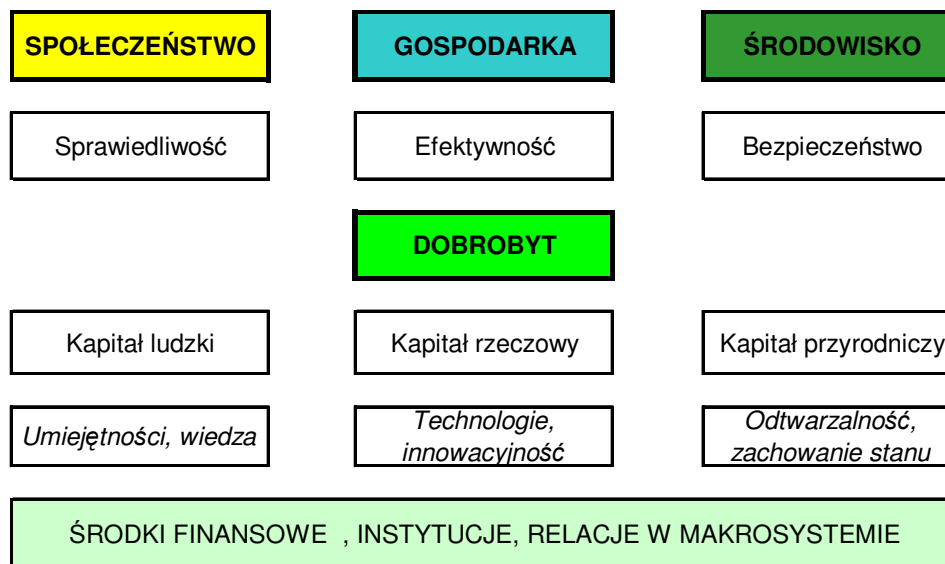 SPOŁECZEŃSTWO
GOSPODARKA
ŚRODOWISKO
Sprawiedliwość
Efektywność
Bezpieczeństwo
DOBROBYT
Kapitał ludzki
Kapitał rzeczowy
Kapitał przyrodniczy
Umiejętności, wiedza
Technologie,
innowacyjność
Odtwarzalność,
zachowanie stanu
ŚRODKI FINANSOWE , INSTYTUCJE, RELACJE W MAKROSYSTEMIE